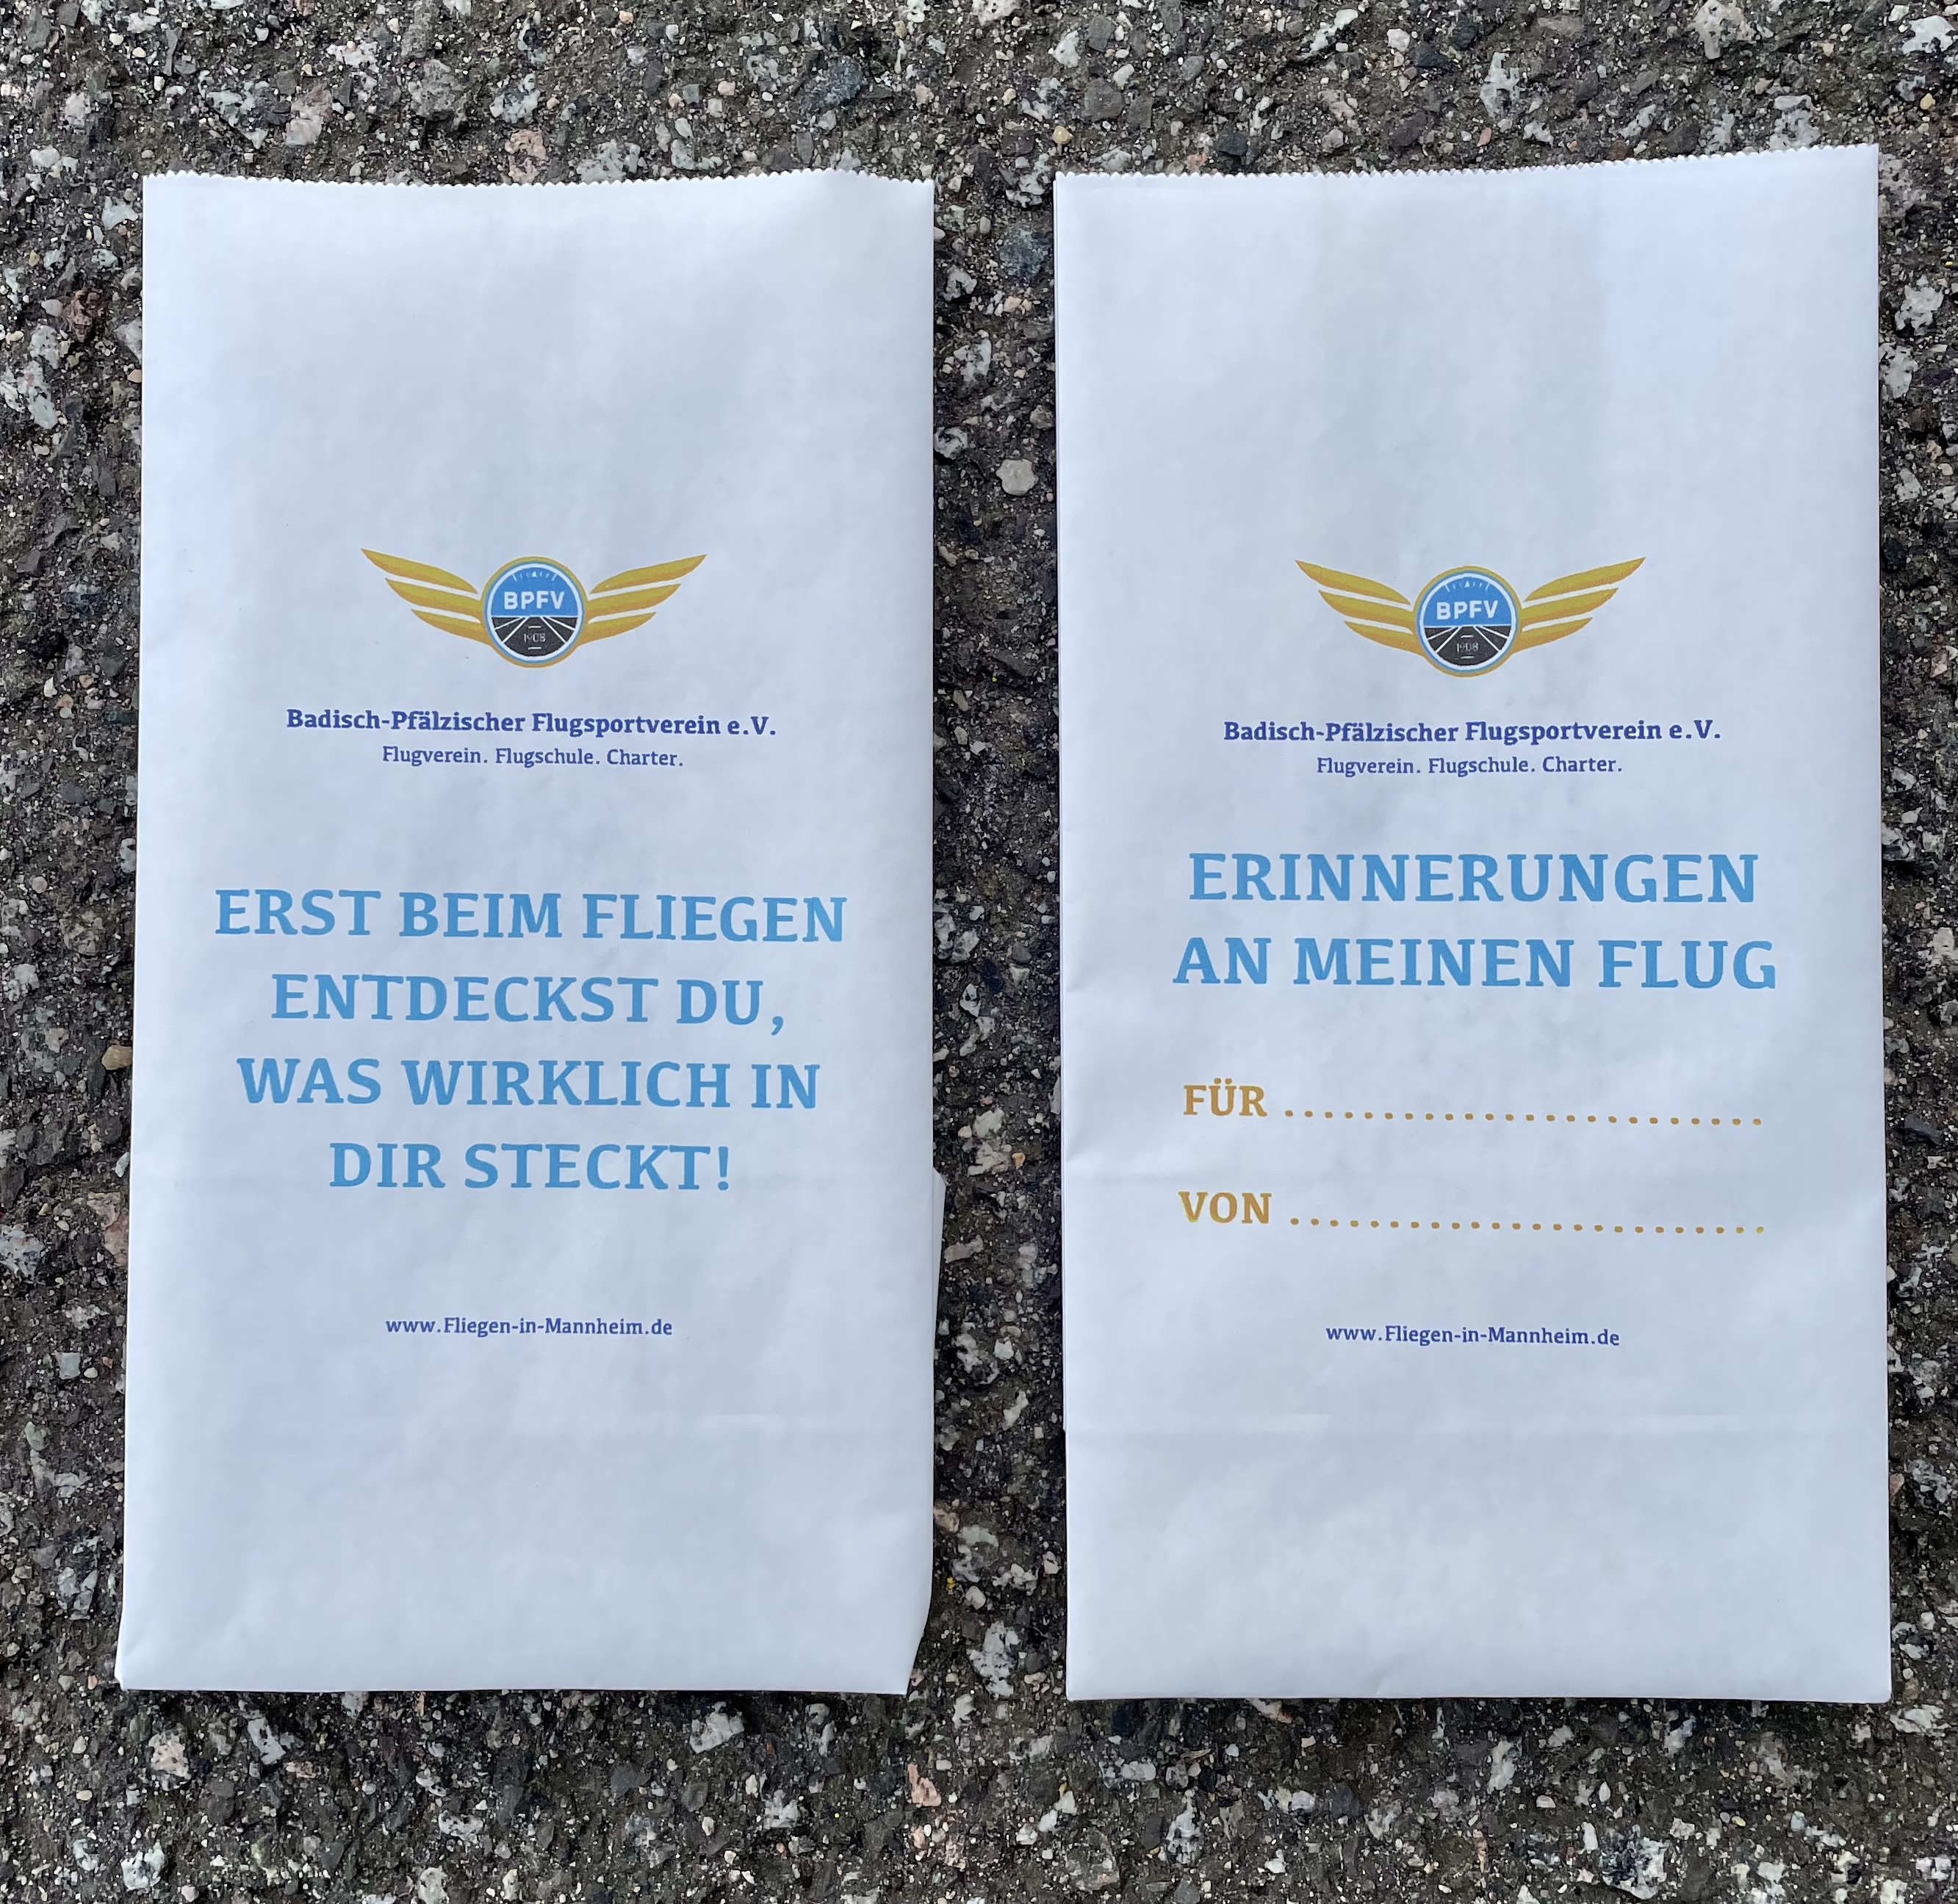 BPFV
1908
Badisch-Pfälzischer Flugsportverein e.V.
Flugverein. Flugschule. Charter.
ERST BEIM FLIEGEN
ENTDECKST DU,
WAS WIRKLICH IN
DIR STECKT!
www.Fliegen-in-Mannheim.de
BPFV
1908
Badisch-Pfälzischer Flugsportverein e.V.
Flugverein. Flugschule. Charter.
ERINNERUNGEN
AN MEINEN FLUG
FÜR ........................
VON ........................
www.Fliegen-in-Mannheim.de